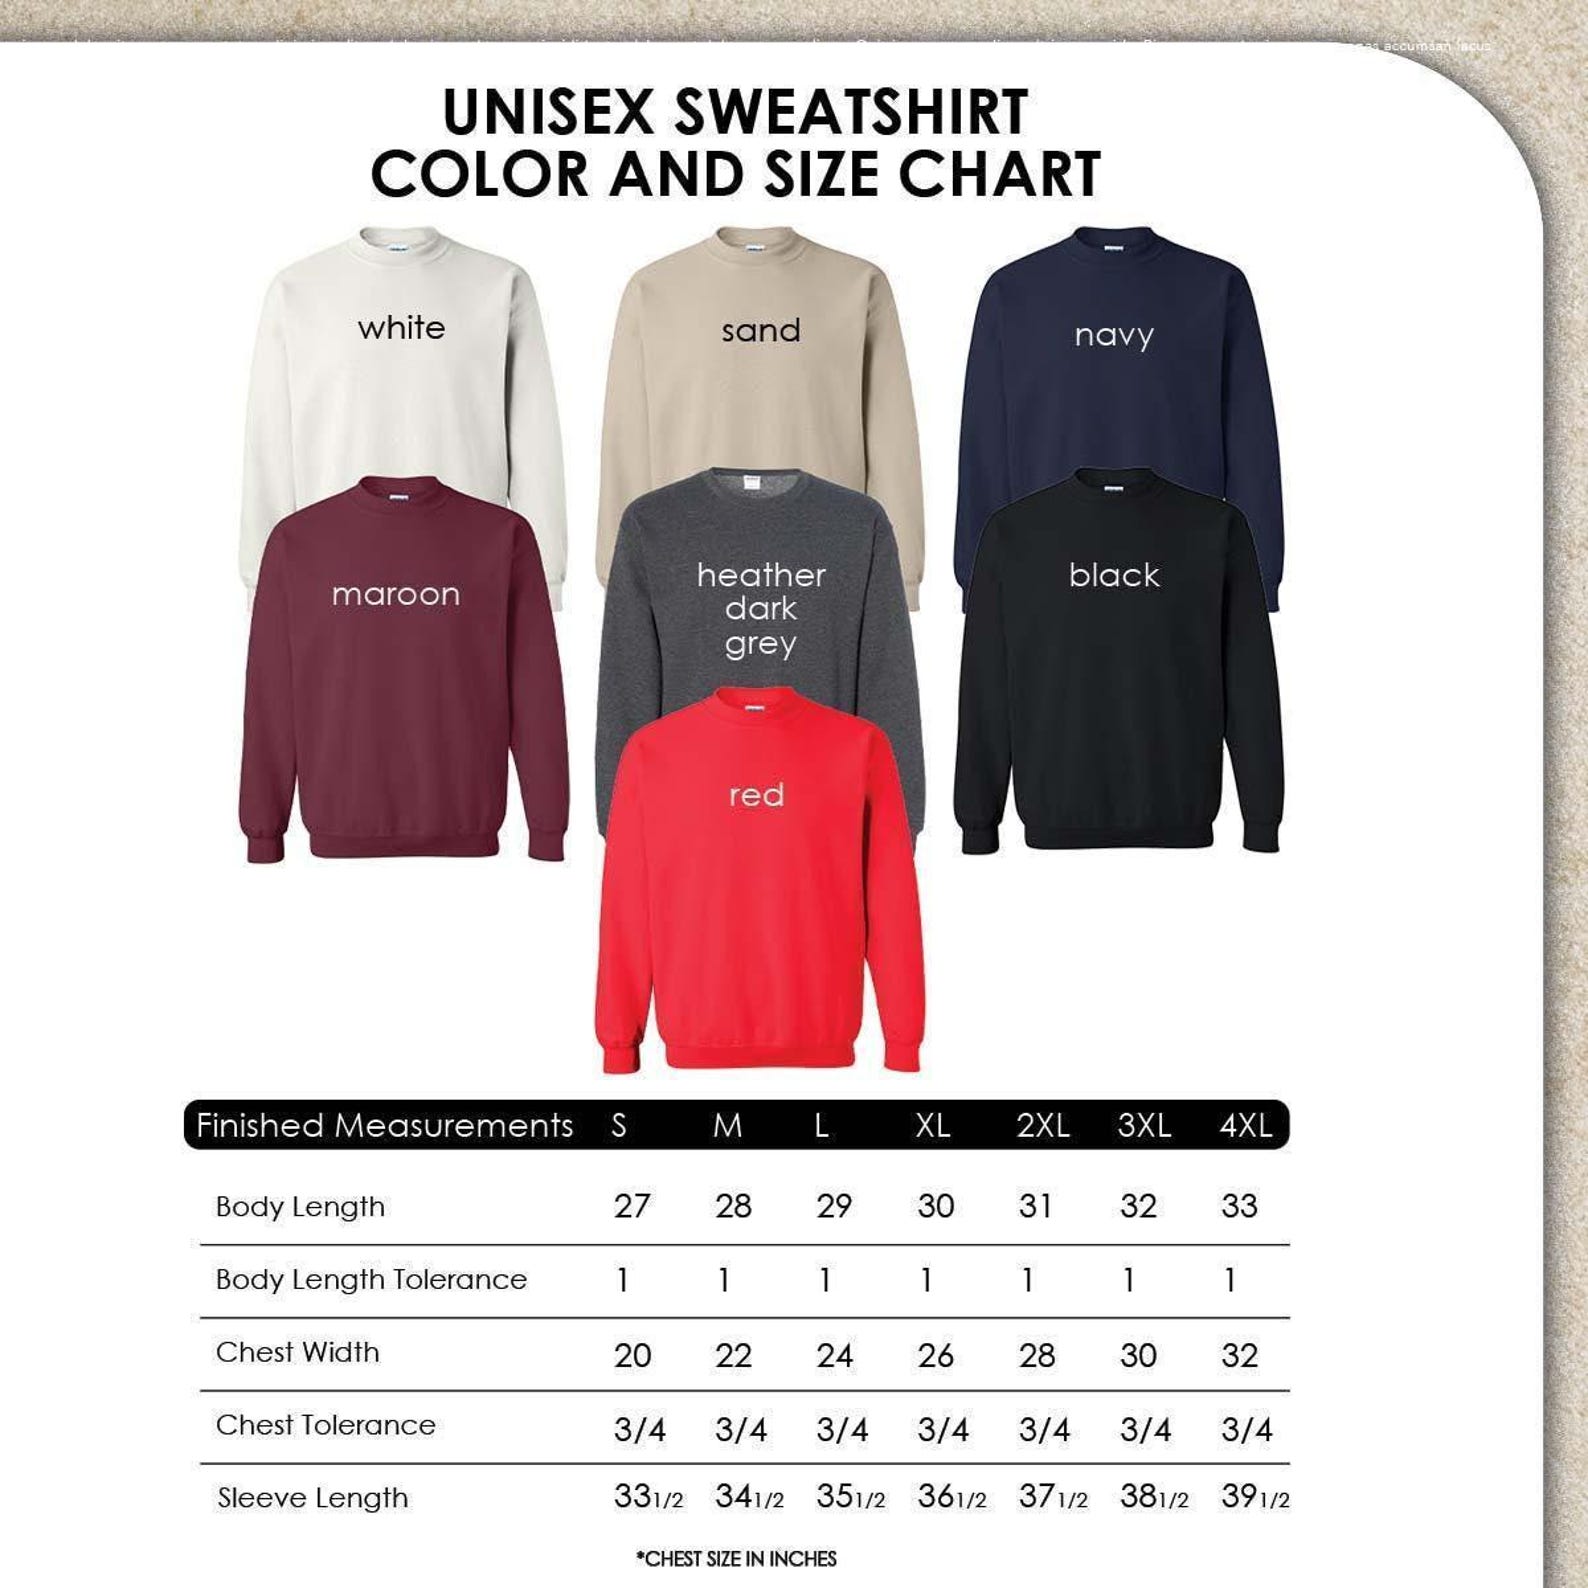 accumsan lacus
UNISEX SWEATSHIRT
COLOR AND SIZE CHART
white
sand
navy
maroon
heather
dark
grey
black
red
Finished Measurements S M L XL 2XL 3XL 4XL
Body Length 27 28 29 30 31 32 33
Body Length Tolerance 1 1 1 1 1 1 1
Chest Width 20 22 24 26 28 30 32
Chest Tolerance 3/4 3/4 3/4 3/4 3/4 3/4 3/4
Sleeve Length 33 1/2 34 1/2 35 1/2 36 1/2 37 1/2 38 1/2 39 1/2
*CHEST SIZE IN INCHES